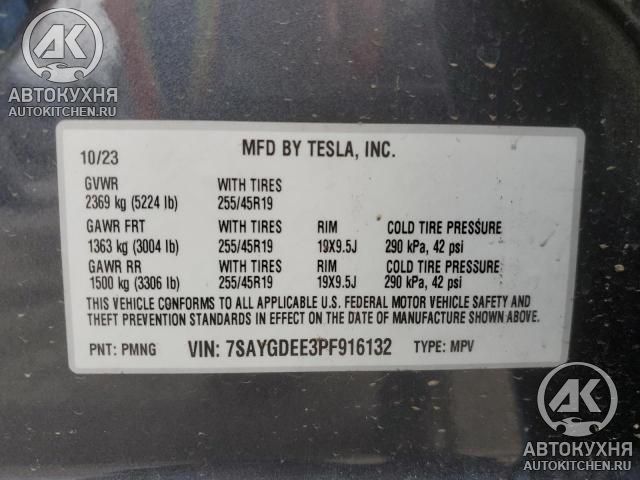 АК
АВТОКУХНЯ
AUTOKITCHEN.RU
10/23
MFD BY TESLA, INC.
GVWR WITH TIRES
2369 kg (5224 lb) 255/45R19
GAWR FRT WITH TIRES RIM COLD TIRE PRESSURE
1363 kg (3004 lb) 255/45R19 19X9.5J 290 kPa, 42 psi
GAWR RR WITH TIRES RIM COLD TIRE PRESSURE
1500 kg (3306 lb) 255/45R19 19X9.5J 290 kPa, 42 psi
THIS VEHICLE CONFORMS TO ALL APPLICABLE U.S. FEDERAL MOTOR VEHICLE SAFETY AND
THEFT PREVENTION STANDARDS IN EFFECT ON THE DATE OF MANUFACTURE SHOWN ABOVE.
PNT: PMNG VIN: 7SAYGDEE3PF916132 TYPE: MPV
АК
АВТОКУХНЯ
AUTOKITCHEN.RU